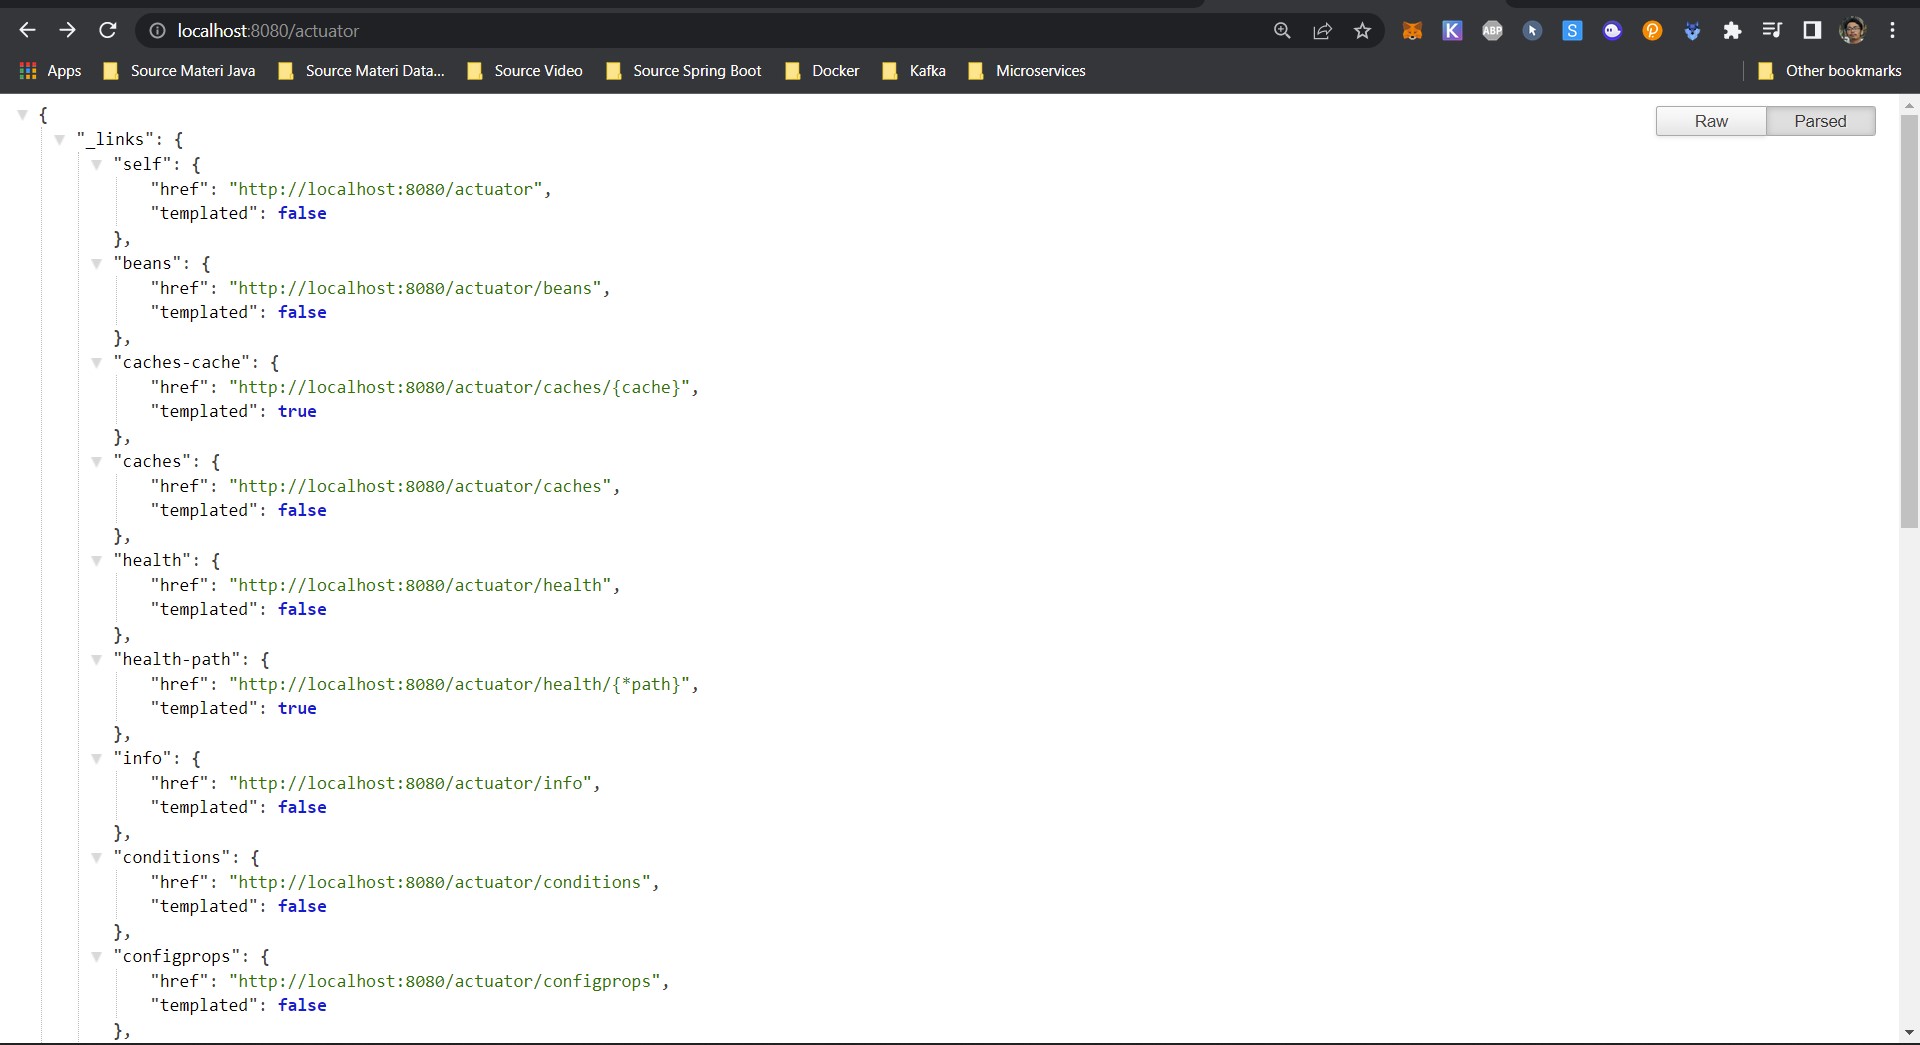 localhost:8080/actuator
K ABP S
Apps Source Materi Java Source Materi Data... Source Video Source Spring Boot Docker Kafka Microservices Other bookmarks
Raw Parsed
{
"_links": {
"self": {
"href": "http://localhost:8080/actuator",
"templated": false
},
"beans": {
"href": "http://localhost:8080/actuator/beans",
"templated": false
},
"caches-cache": {
"href": "http://localhost:8080/actuator/caches/{cache}",
"templated": true
},
"caches": {
"href": "http://localhost:8080/actuator/caches",
"templated": false
},
"health": {
"href": "http://localhost:8080/actuator/health",
"templated": false
},
"health-path": {
"href": "http://localhost:8080/actuator/health/{*path}",
"templated": true
},
"info": {
"href": "http://localhost:8080/actuator/info",
"templated": false
},
"conditions": {
"href": "http://localhost:8080/actuator/conditions",
"templated": false
},
"configprops": {
"href": "http://localhost:8080/actuator/configprops",
"templated": false
},